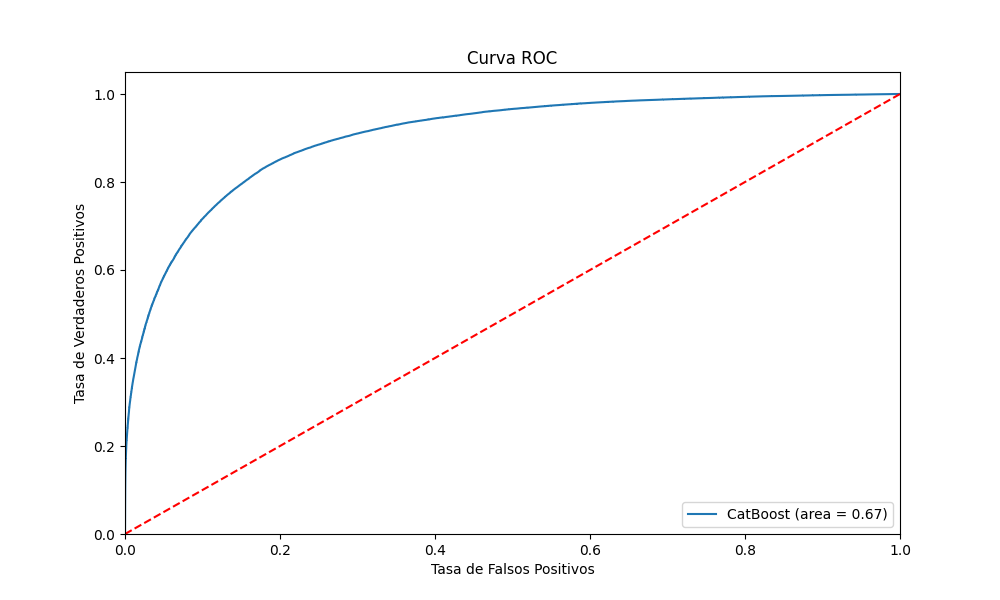 Curva ROC
1.0
0.8
0.6
0.4
0.2
0.0
Tasa de Verdaderos Positivos
CatBoost (area = 0.67)
0.0 0.2 0.4 0.6 0.8 1.0
Tasa de Falsos Positivos